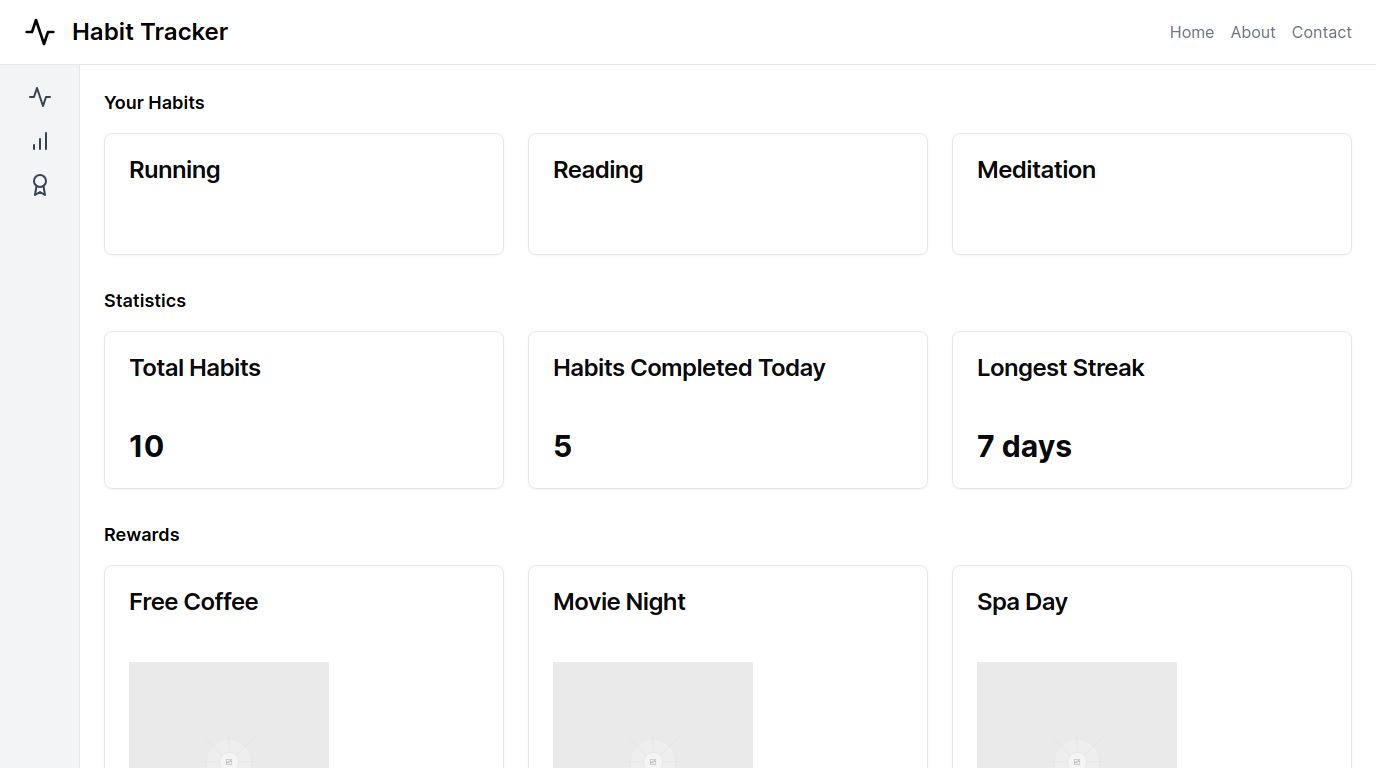 Habit Tracker
Home About Contact
Your Habits
Running
Reading
Meditation
Statistics
Total Habits
Habits Completed Today
Longest Streak
10
5
7 days
Rewards
Free Coffee
Movie Night
Spa Day